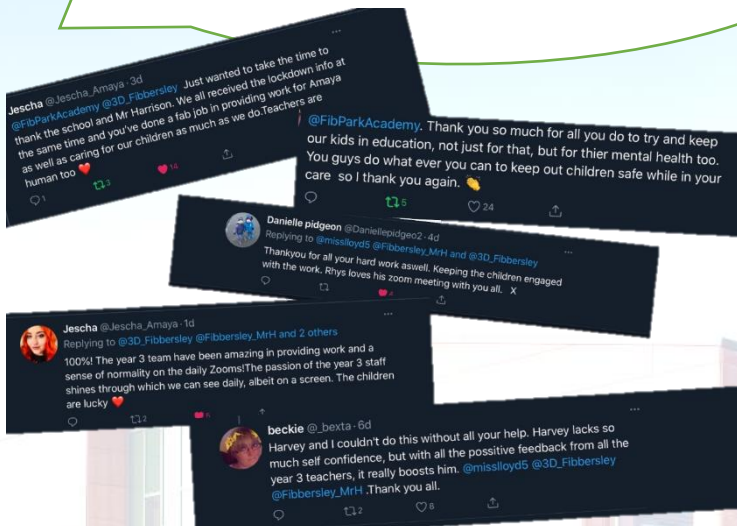 Jescha @Jescha_Amaya · 3d
@FibParkAcademy @3D_Fibbersley Just wanted to take the time to
thank the school and Mr Harrison. We all received the lockdown info at
the same time and you've done a fab job in providing work for Amaya
as well as caring for our children as much as we do.Teachers are
human too ❤️
1 3 14
@FibParkAcademy. Thank you so much for all you do to try and keep
our kids in education, not just for that, but for thier mental health too.
You guys do what ever you can to keep out children safe while in your
care so I thank you again. 👏
5 24
Danielle pidgeon @Daniellepidgeo2 · 4d
Replying to @misslloyd5 @Fibbersley_MrH and @3D_Fibbersley
Thankyou for all your hard work aswell. Keeping the children engaged
with the work. Rhys loves his zoom meeting with you all. X
Jescha @Jescha_Amaya · 1d
Replying to @3D_Fibbersley @Fibbersley_MrH and 2 others
100%! The year 3 team have been amazing in providing work and a
sense of normality on the daily Zooms!The passion of the year 3 staff
shines through which we can see daily, albeit on a screen. The children
are lucky ❤️
2
beckie @_bexta · 6d
Harvey and I couldn't do this without all your help. Harvey lacks so
much self confidence, but with all the possitive feedback from all the
year 3 teachers, it really boosts him. @misslloyd5 @3D_Fibbersley
@Fibbersley_MrH .Thank you all.
2 8